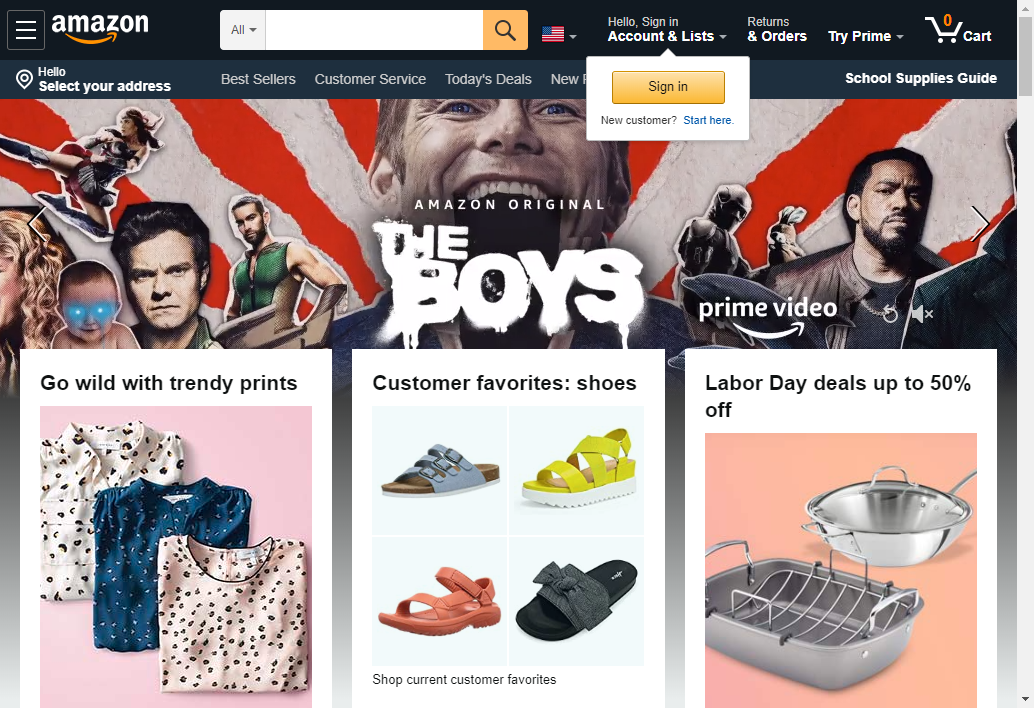 amazon
All
Hello, Sign in
Account & Lists
Returns
& Orders
Try Prime
0
Cart
Hello
Select your address
Best Sellers
Customer Service
Today's Deals
New
School Supplies Guide
Sign in
New customer? Start here.
AMAZON ORIGINAL
THE
BOYS
prime video
Go wild with trendy prints
Customer favorites: shoes
Labor Day deals up to 50%
off
Shop current customer favorites